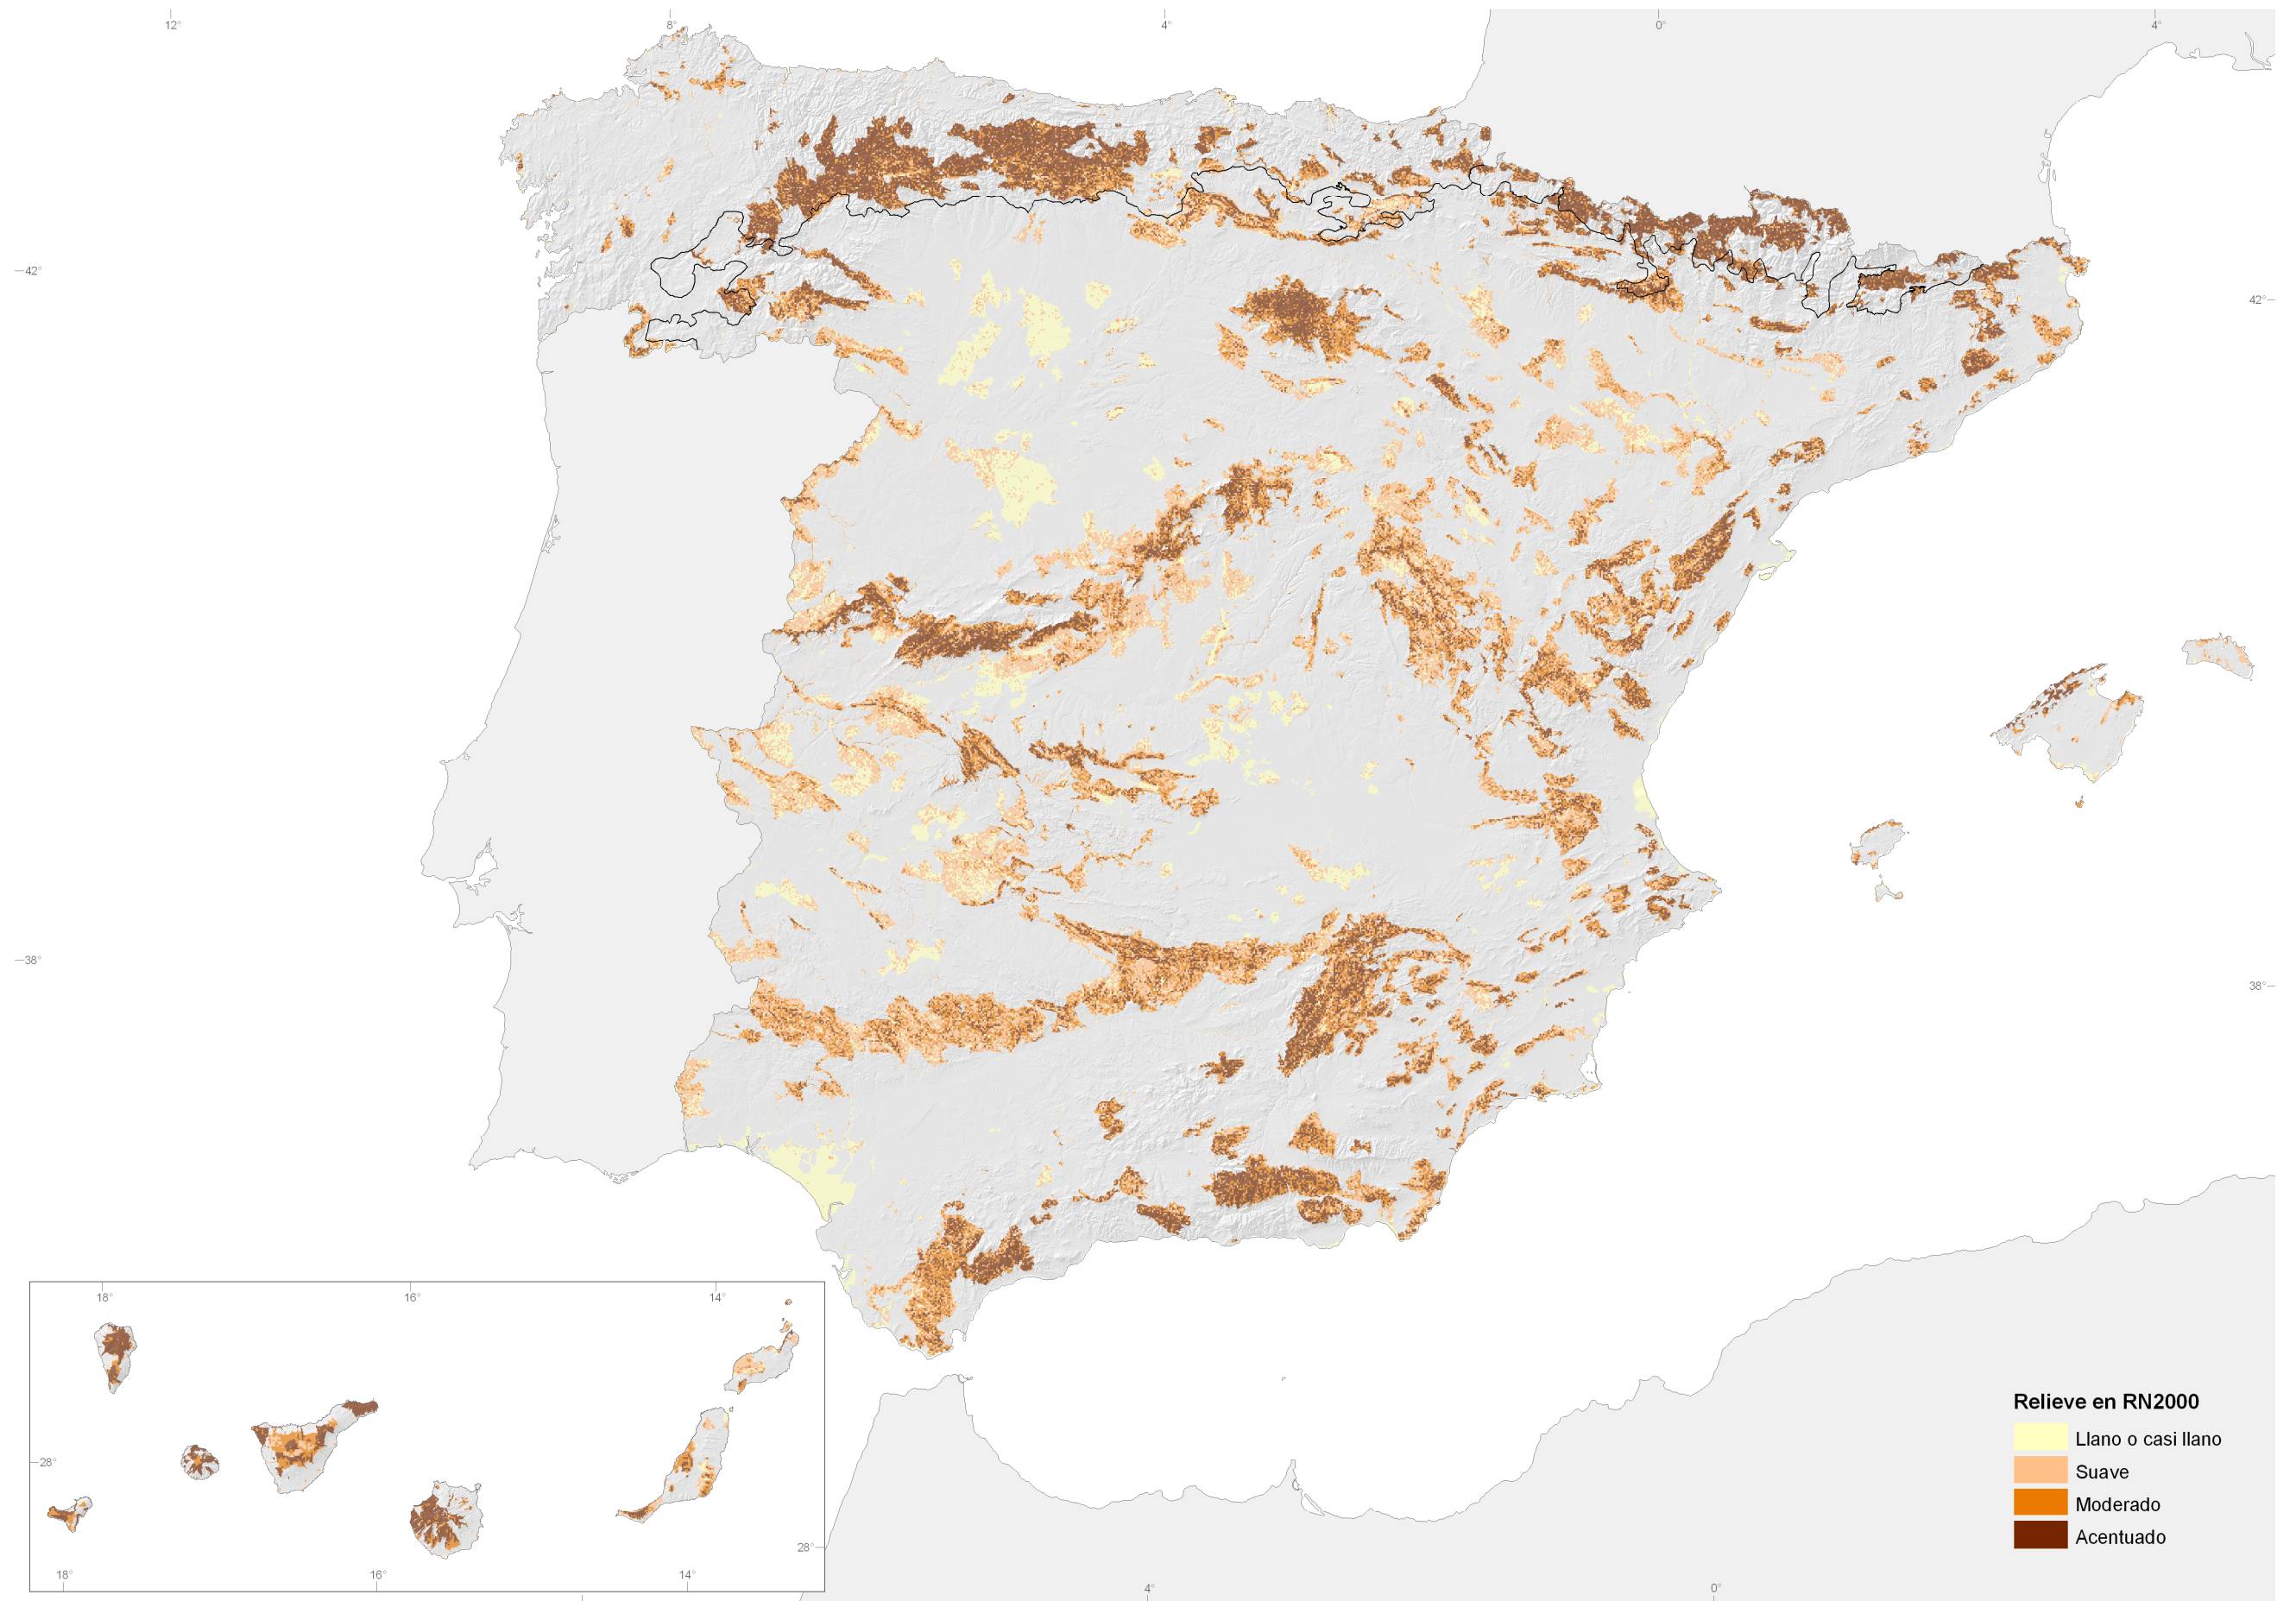 12° 8° 4° 0° 4°
42°
42°
38°
38°
18° 16° 14°
28°
28°
18° 16° 14°
4° 0°
Relieve en RN2000
Llano o casi llano
Suave
Moderado
Acentuado